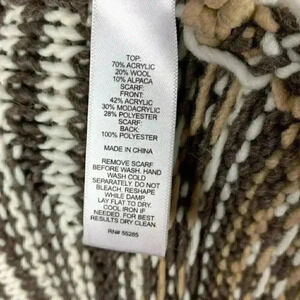 TOP:
70% ACRYLIC
20% WOOL
10% ALPACA
SCARF:
FRONT:
42% ACRYLIC
30% MODACRYLIC
28% POLYESTER
SCARF:
BACK:
100% POLYESTER
MADE IN CHINA
REMOVE SCARF
BEFORE WASH. HAND
WASH COLD
SEPARATELY. DO NOT
BLEACH. RESHAPE
WHILE DAMP.
LAY FLAT TO DRY.
COOL IRON IF
NEEDED. FOR BEST
RESULTS DRY CLEAN.
RN# 55285